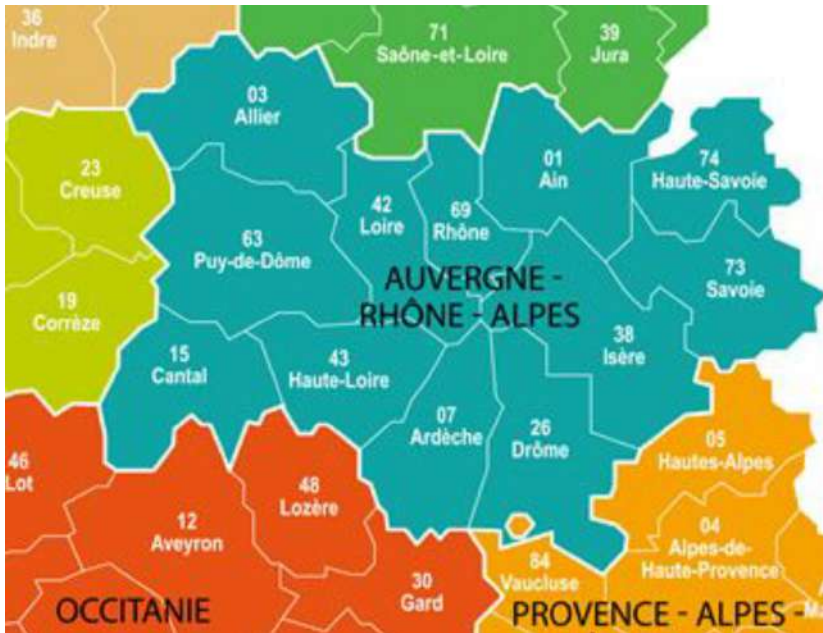 36
Indre
71
Saône-et-Loire
39
Jura
03
Allier
23
Creuse
01
Ain
74
Haute-Savoie
42
Loire
69
Rhône
63
Puy-de-Dôme
73
Savoie
AUVERGNE -
RHÔNE - ALPES
19
Corrèze
38
Isère
15
Cantal
43
Haute-Loire
07
Ardèche
26
Drôme
05
Hautes-Alpes
46
Lot
48
Lozère
12
Aveyron
04
Alpes-de-
Haute-Provence
84
Vaucluse
30
Gard
OCCITANIE
PROVENCE - ALPES -